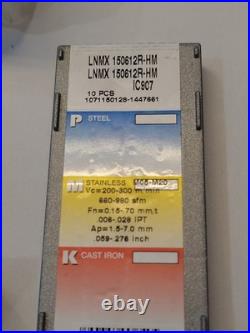 LNMX 150612R-HM
LNMX 150612R-HM
IC907
10 PCS
1071150128-1447661
P STEEL
M STAINLESS M05-M20
Vc=200-300 m/min
660-980 sfm
Fn=0.15-.70 mm/t
.006-.028 IPT
Ap=1.5-7.0 mm
.059-.276 inch
K CAST IRON